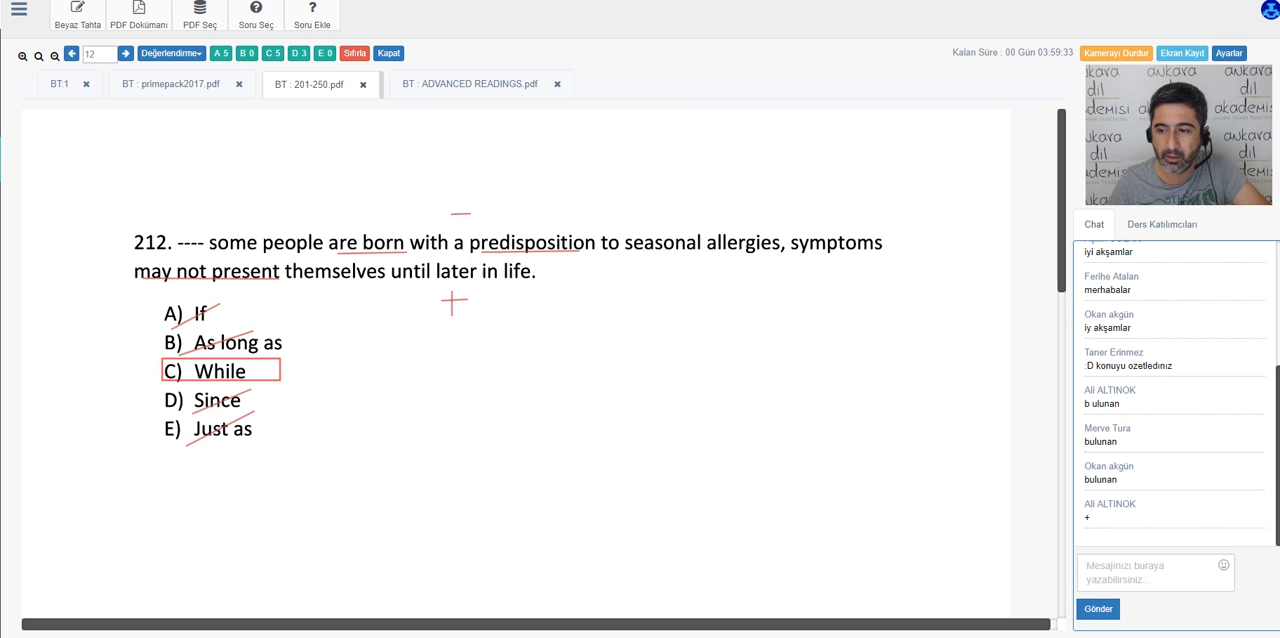 Beyaz Tahta
PDF Dokümanı
PDF Seç
Soru Seç
Soru Ekle
12
Değerlendirme
A 5
B 0
C 5
D 3
E 0
Sıfırla
Kapat
Kalan Süre : 00 Gün 03:59:33
Kamerayı Durdur
Ekran Kayıt
Ayarlar
BT:1
BT : primepack2017.pdf
BT : 201-250.pdf
BT : ADVANCED READINGS.pdf
212. ---- some people are born with a predisposition to seasonal allergies, symptoms
may not present themselves until later in life.
A) If
B) As long as
C) While
D) Since
E) Just as
ankara
dil
akademisi
Chat
Ders Katılımcıları
iyi akşamlar
Ferihe Atalan
merhabalar
Okan akgün
iy akşamlar
Taner Erinmez
:D konuyu ozetledınız
Ali ALTINOK
b ulunan
Merve Tura
bulunan
Okan akgün
bulunan
Ali ALTINOK
+
Mesajınızı buraya
yazabilirsiniz...
Gönder